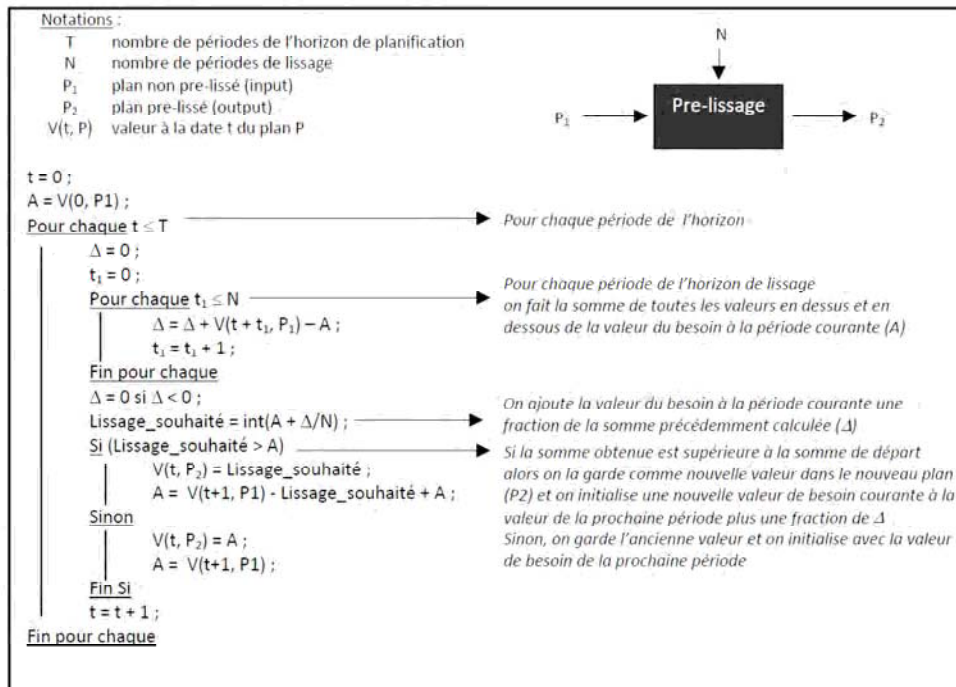 Notations :
T nombre de périodes de l'horizon de planification
N nombre de périodes de lissage
P₁ plan non pre-lissé (input)
P₂ plan pre-lissé (output)
V(t, P) valeur à la date t du plan P
N
P₁
Pre-lissage
P₂
t = 0 ;
A = V(0, P1) ;
Pour chaque t ≤ T
Pour chaque période de l'horizon
Δ = 0 ;
t₁ = 0 ;
Pour chaque t₁ ≤ N
Δ = Δ + V(t + t₁, P₁) – A ;
t₁ = t₁ + 1 ;
Fin pour chaque
Pour chaque période de l'horizon de lissage
on fait la somme de toutes les valeurs en dessus et en
dessous de la valeur du besoin à la période courante (A)
Δ = 0 si Δ < 0 ;
Lissage_souhaité = int(A + Δ/N) ;
On ajoute la valeur du besoin à la période courante une
fraction de la somme précédemment calculée (Δ)
Si (Lissage_souhaité > A)
V(t, P₂) = Lissage_souhaité ;
A = V(t+1, P1) - Lissage_souhaité + A ;
Sinon
V(t, P₂) = A ;
A = V(t+1, P1) ;
Fin Si
Si la somme obtenue est supérieure à la somme de départ
alors on la garde comme nouvelle valeur dans le nouveau plan
(P2) et on initialise une nouvelle valeur de besoin courante à la
valeur de la prochaine période plus une fraction de Δ
Sinon, on garde l'ancienne valeur et on initialise avec la valeur
de besoin de la prochaine période
t = t + 1 ;
Fin pour chaque